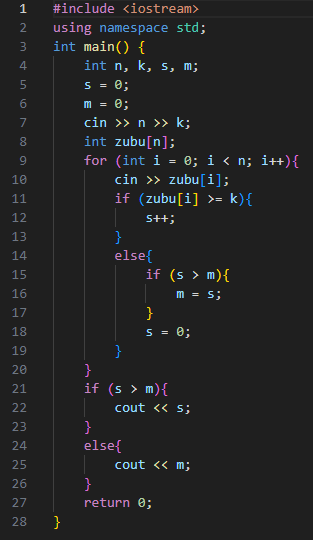 1 #include <iostream>
2 using namespace std;
3 int main() {
4     int n, k, s, m;
5     s = 0;
6     m = 0;
7     cin >> n >> k;
8     int zubu[n];
9     for (int i = 0; i < n; i++){
10         cin >> zubu[i];
11         if (zubu[i] >= k){
12             s++;
13         }
14         else{
15             if (s > m){
16                 m = s;
17             }
18             s = 0;
19         }
20     }
21     if (s > m){
22         cout << s;
23     }
24     else{
25         cout << m;
26     }
27     return 0;
28 }